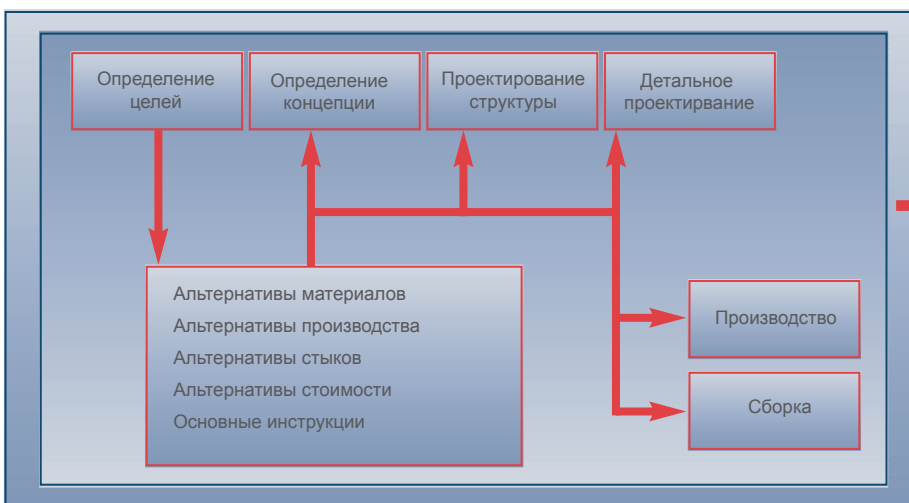 Определение
целей
Определение
концепции
Проектирование
структуры
Детальное
проектирвание
Альтернативы материалов
Альтернативы производства
Альтернативы стыков
Альтернативы стоимости
Основные инструкции
Производство
Сборка